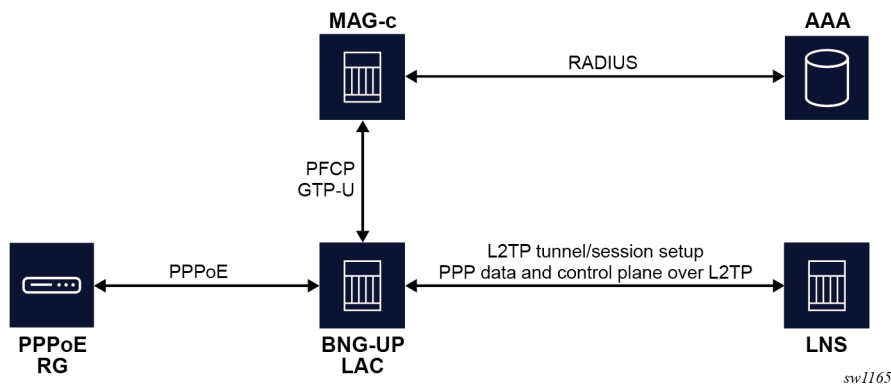 MAG-c
AAA
RADIUS
PFCP
GTP-U
PPPoE
L2TP tunnel/session setup
PPP data and control plane over L2TP
PPPoE
RG
BNG-UP
LAC
LNS
sw1165